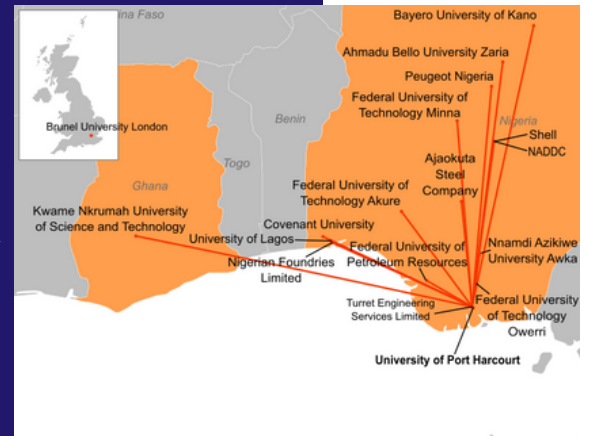 Bayero University of Kano
ina Faso
Ahmadu Bello University Zaria
Peugeot Nigeria
Federal University of
Technology Minna
Nigeria
Benin
Brunel University London
Shell
NADDC
Togo
Ajaokuta
Steel
Company
Ghana
Federal University of
Technology Akure
Kwame Nkrumah University
of Science and Technology
Covenant University
University of Lagos
Nigerian Foundries
Limited
Federal University of
Petroleum Resources
Nnamdi Azikiwe
University Awka
Turret Engineering
Services Limited
Federal University
of Technology
Owerri
University of Port Harcourt